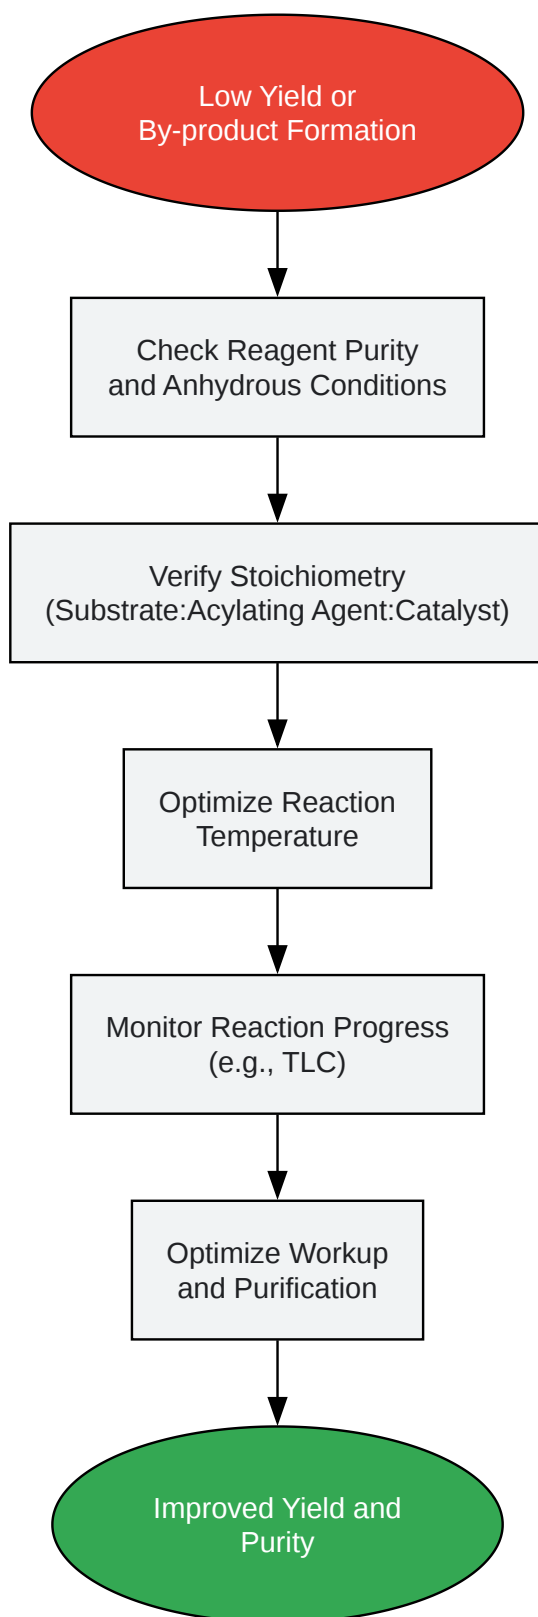 Low Yield or
By-product Formation
Check Reagent Purity
and Anhydrous Conditions
Verify Stoichiometry
(Substrate:Acylating Agent:Catalyst)
Optimize Reaction
Temperature
Monitor Reaction Progress
(e.g., TLC)
Optimize Workup
and Purification
Improved Yield and
Purity